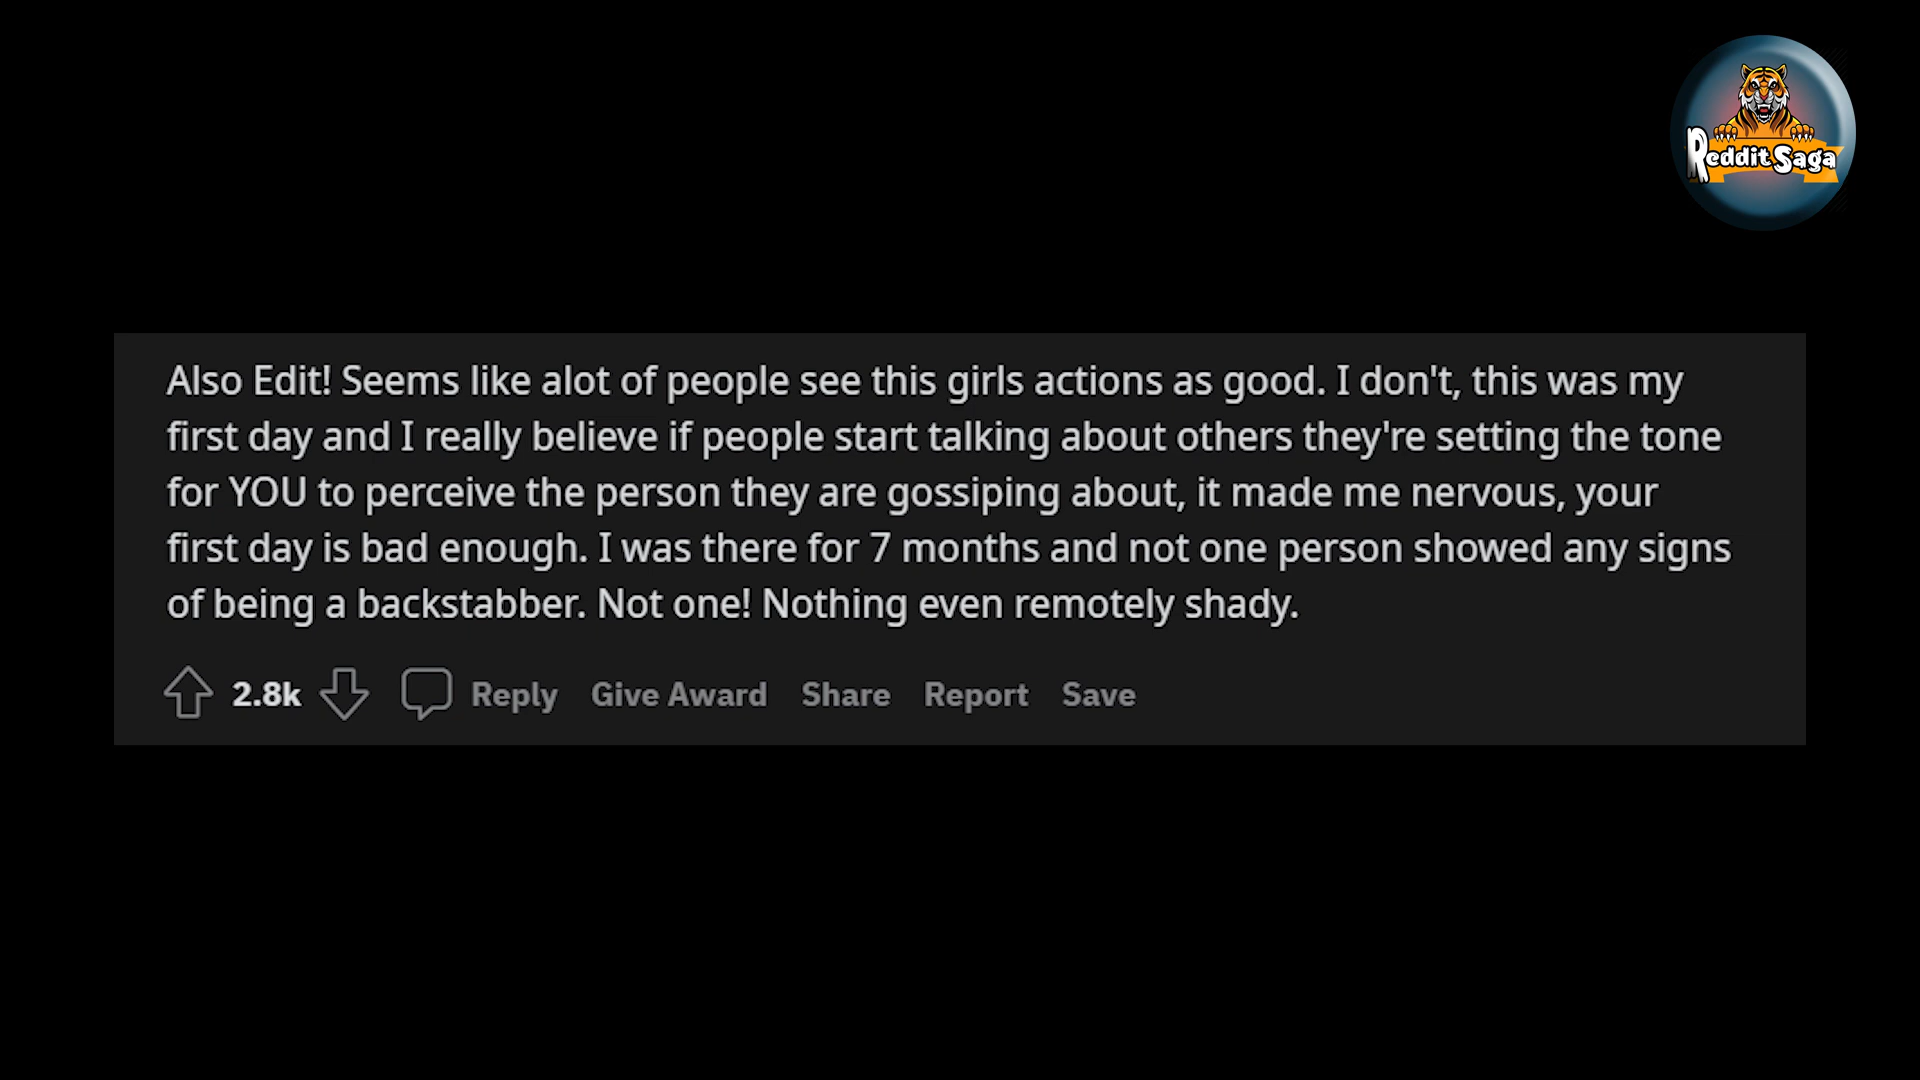 Reddit Saga
Also Edit! Seems like alot of people see this girls actions as good. I don't, this was my
first day and I really believe if people start talking about others they're setting the tone
for YOU to perceive the person they are gossiping about, it made me nervous, your
first day is bad enough. I was there for 7 months and not one person showed any signs
of being a backstabber. Not one! Nothing even remotely shady.
2.8k Reply Give Award Share Report Save